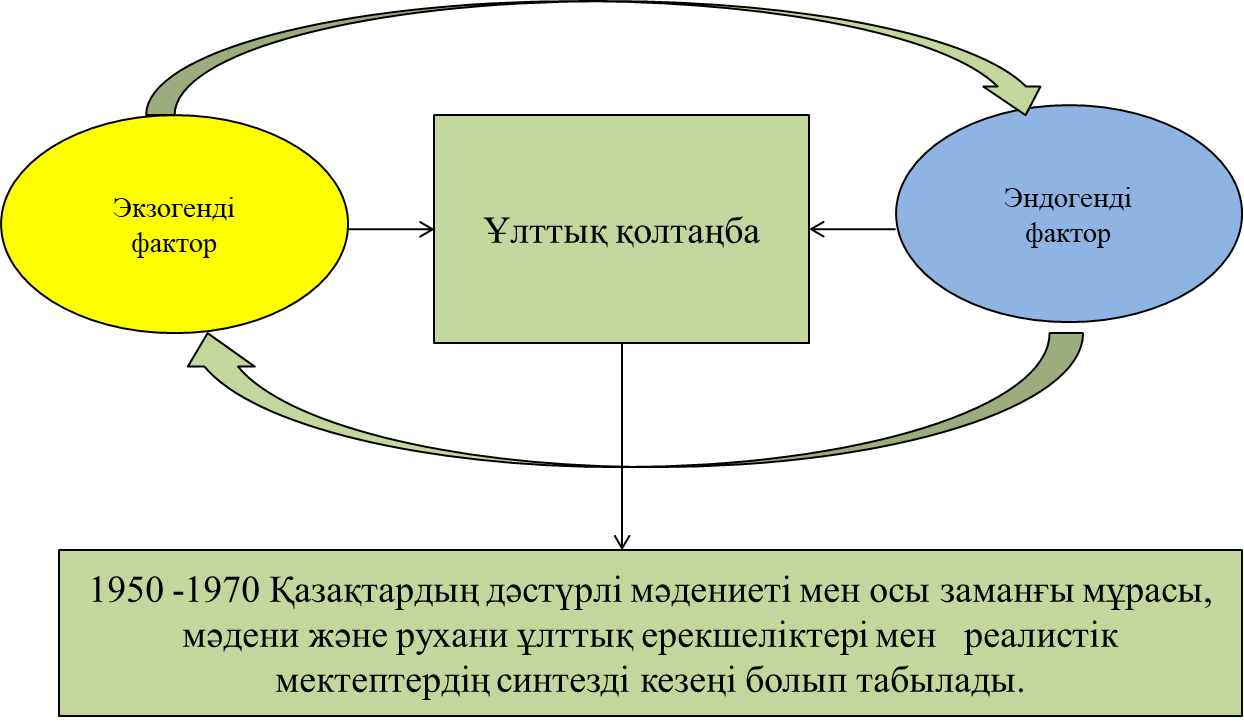 Экзогенді
фактор
Ұлттық қолтаңба
Эндогенді
фактор
1950 -1970 Қазақтардың дәстүрлі мәдениеті мен осы заманғы мұрасы,
мәдени және рухани ұлттық ерекшеліктері мен реалистік
мектептердің синтезді кезеңі болып табылады.